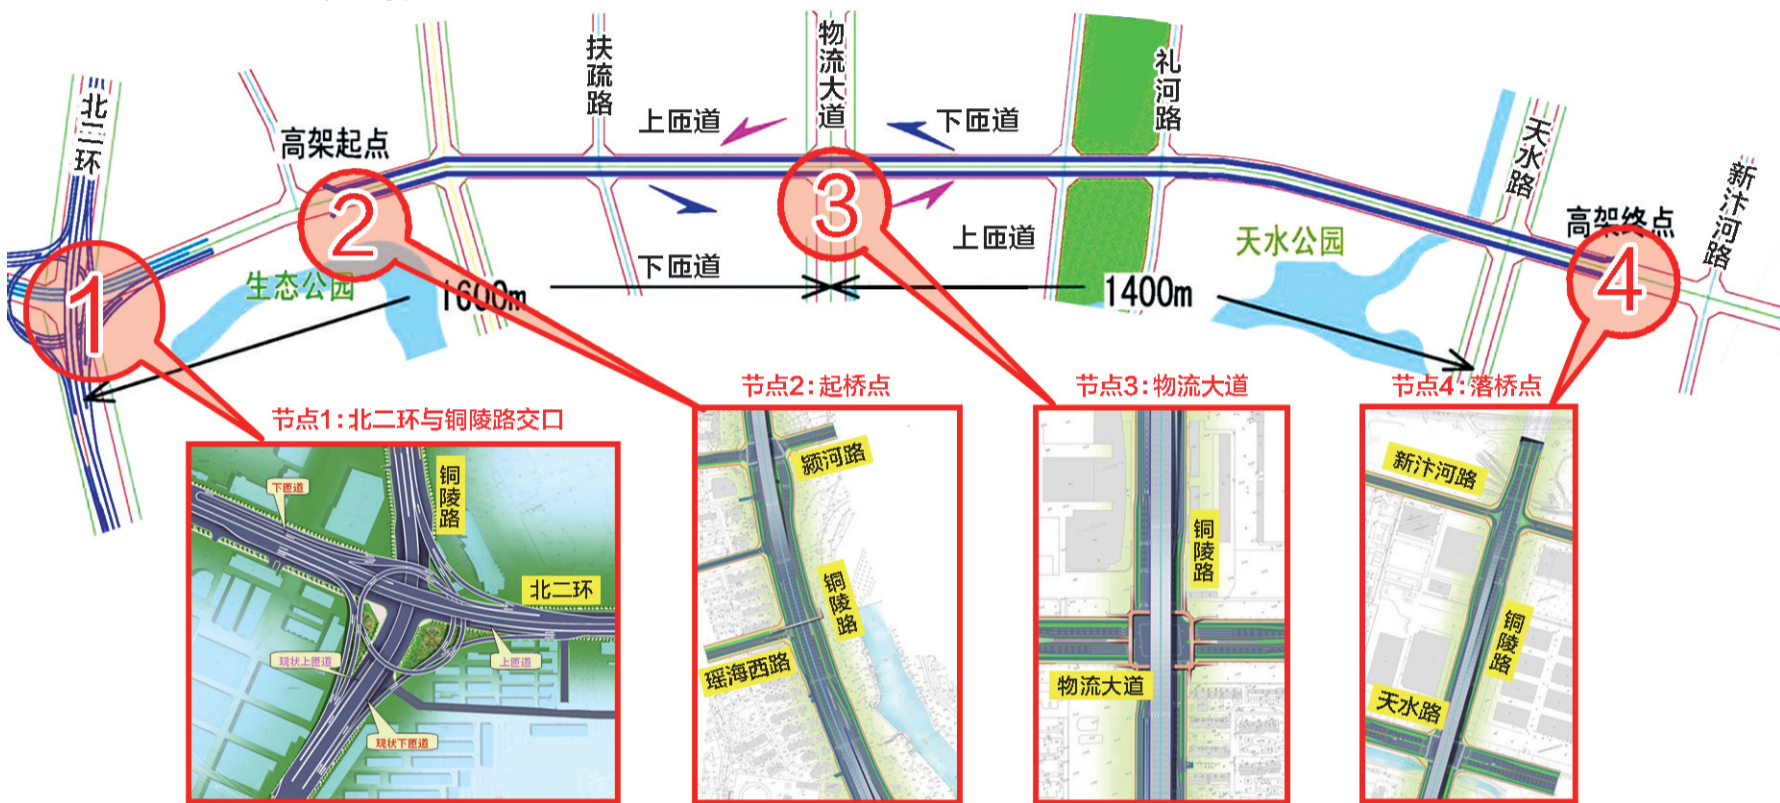 北二环
高架起点
扶疏路
上匝道
物流大道
下匝道
礼河路
天水路
新汴河路
高架终点
1
2
3
4
生态公园
1600m
下匝道
上匝道
1400m
天水公园
节点1:北二环与铜陵路交口
节点2:起桥点
节点3:物流大道
节点4:落桥点
下匝道
铜陵路
北二环
现状上匝道
上匝道
现状下匝道
颍河路
铜陵路
瑶海西路
铜陵路
物流大道
新汴河路
铜陵路
天水路